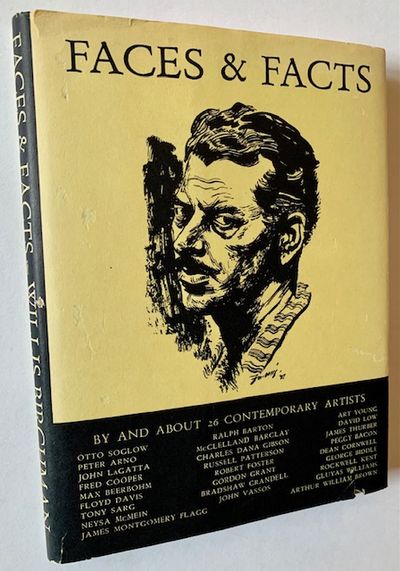 FACES & FACTS
BY AND ABOUT 26 CONTEMPORARY ARTISTS
OTTO SOGLOW
PETER ARNO
JOHN LAGATTA
FRED COOPER
MAX BEERBOHM
FLOYD DAVIS
TONY SARG
NEYSA McMEIN
JAMES MONTGOMERY FLAGG
RALPH BARTON
McCLELLAND BARCLAY
CHARLES DANA GIBSON
RUSSELL PATTERSON
ROBERT FOSTER
GORDON GRANT
BRADSHAW CRANDELL
JOHN VASSOS
ART YOUNG
DAVID LOW
JAMES THURBER
PEGGY BACON
DEAN CORNWELL
GEORGE BIDDLE
ROCKWELL KENT
GLUYAS WILLIAMS
ARTHUR WILLIAM BROWN
FACES & FACTS WILLIS BIRCHMAN